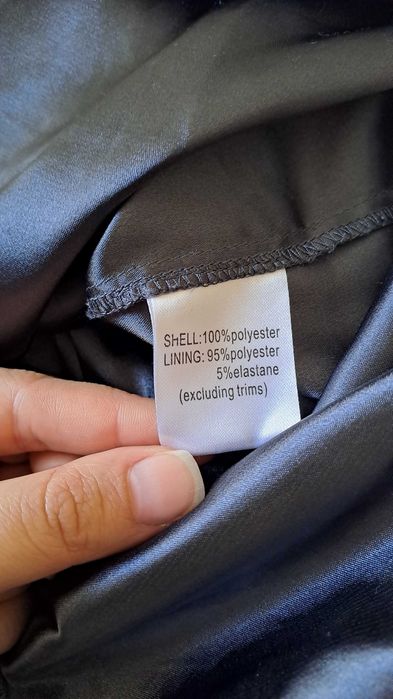 SHELL:100%polyester
LINING: 95%polyester
5%elastane
(excluding trims)